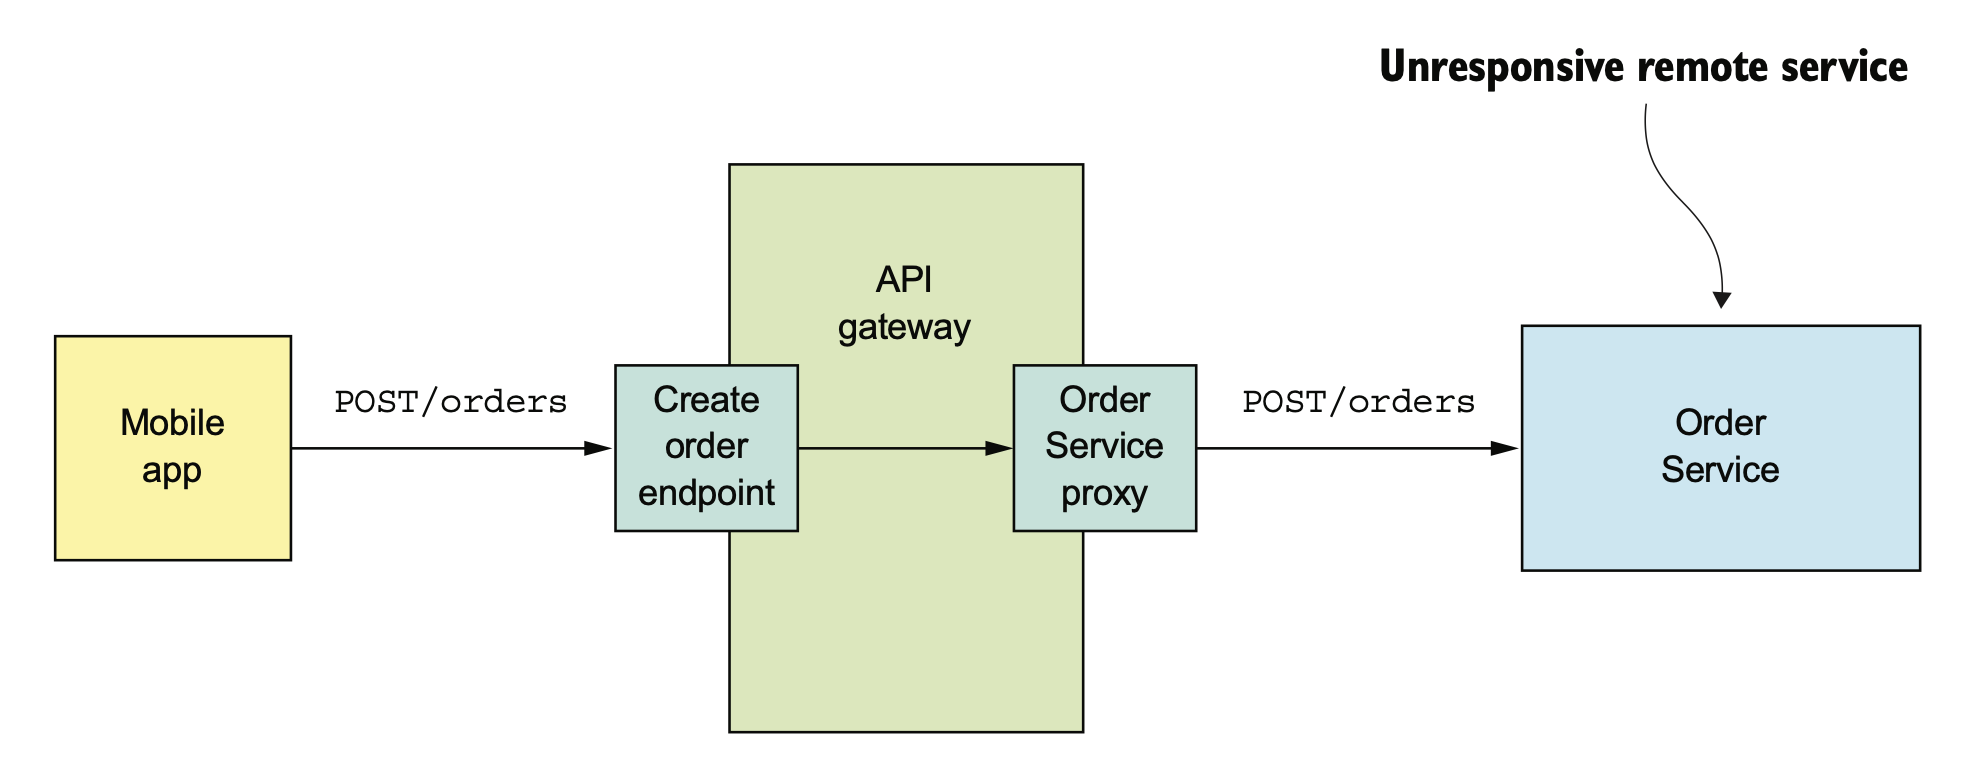 Unresponsive remote service
API
gateway
Mobile
app
POST/orders
Create
order
endpoint
Order
Service
proxy
POST/orders
Order
Service